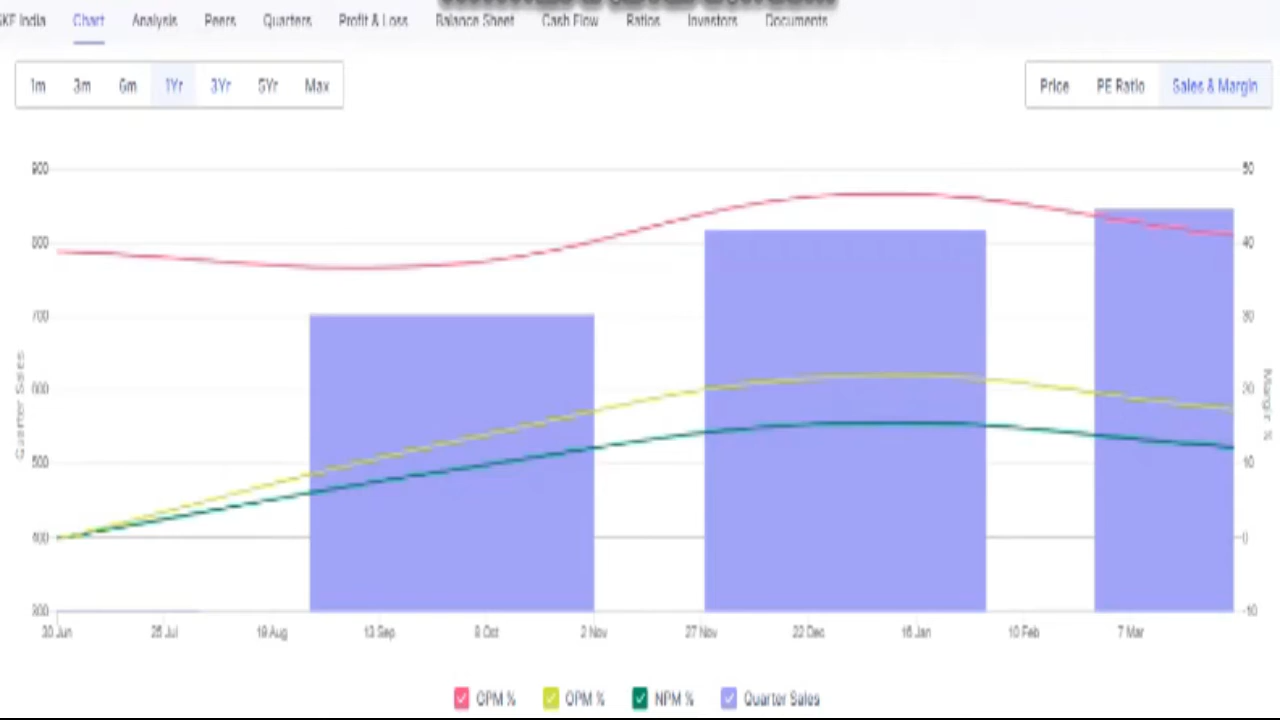 SKF India Chart Analysis Peers Quarters Profit & Loss Balance Sheet Cash Flow Ratios Investors Documents
1m 3m 6m 1Yr 3Yr 5Yr Max
Price PE Ratio Sales & Margin
900 50
800 40
700 30
600 20
500 10
400 0
300 -10
Quarter Sales
Margin %
30 Jun 25 Jul 19 Aug 13 Sep 8 Oct 2 Nov 27 Nov 22 Dec 16 Jan 10 Feb 7 Mar
GPM % OPM % NPM % Quarter Sales